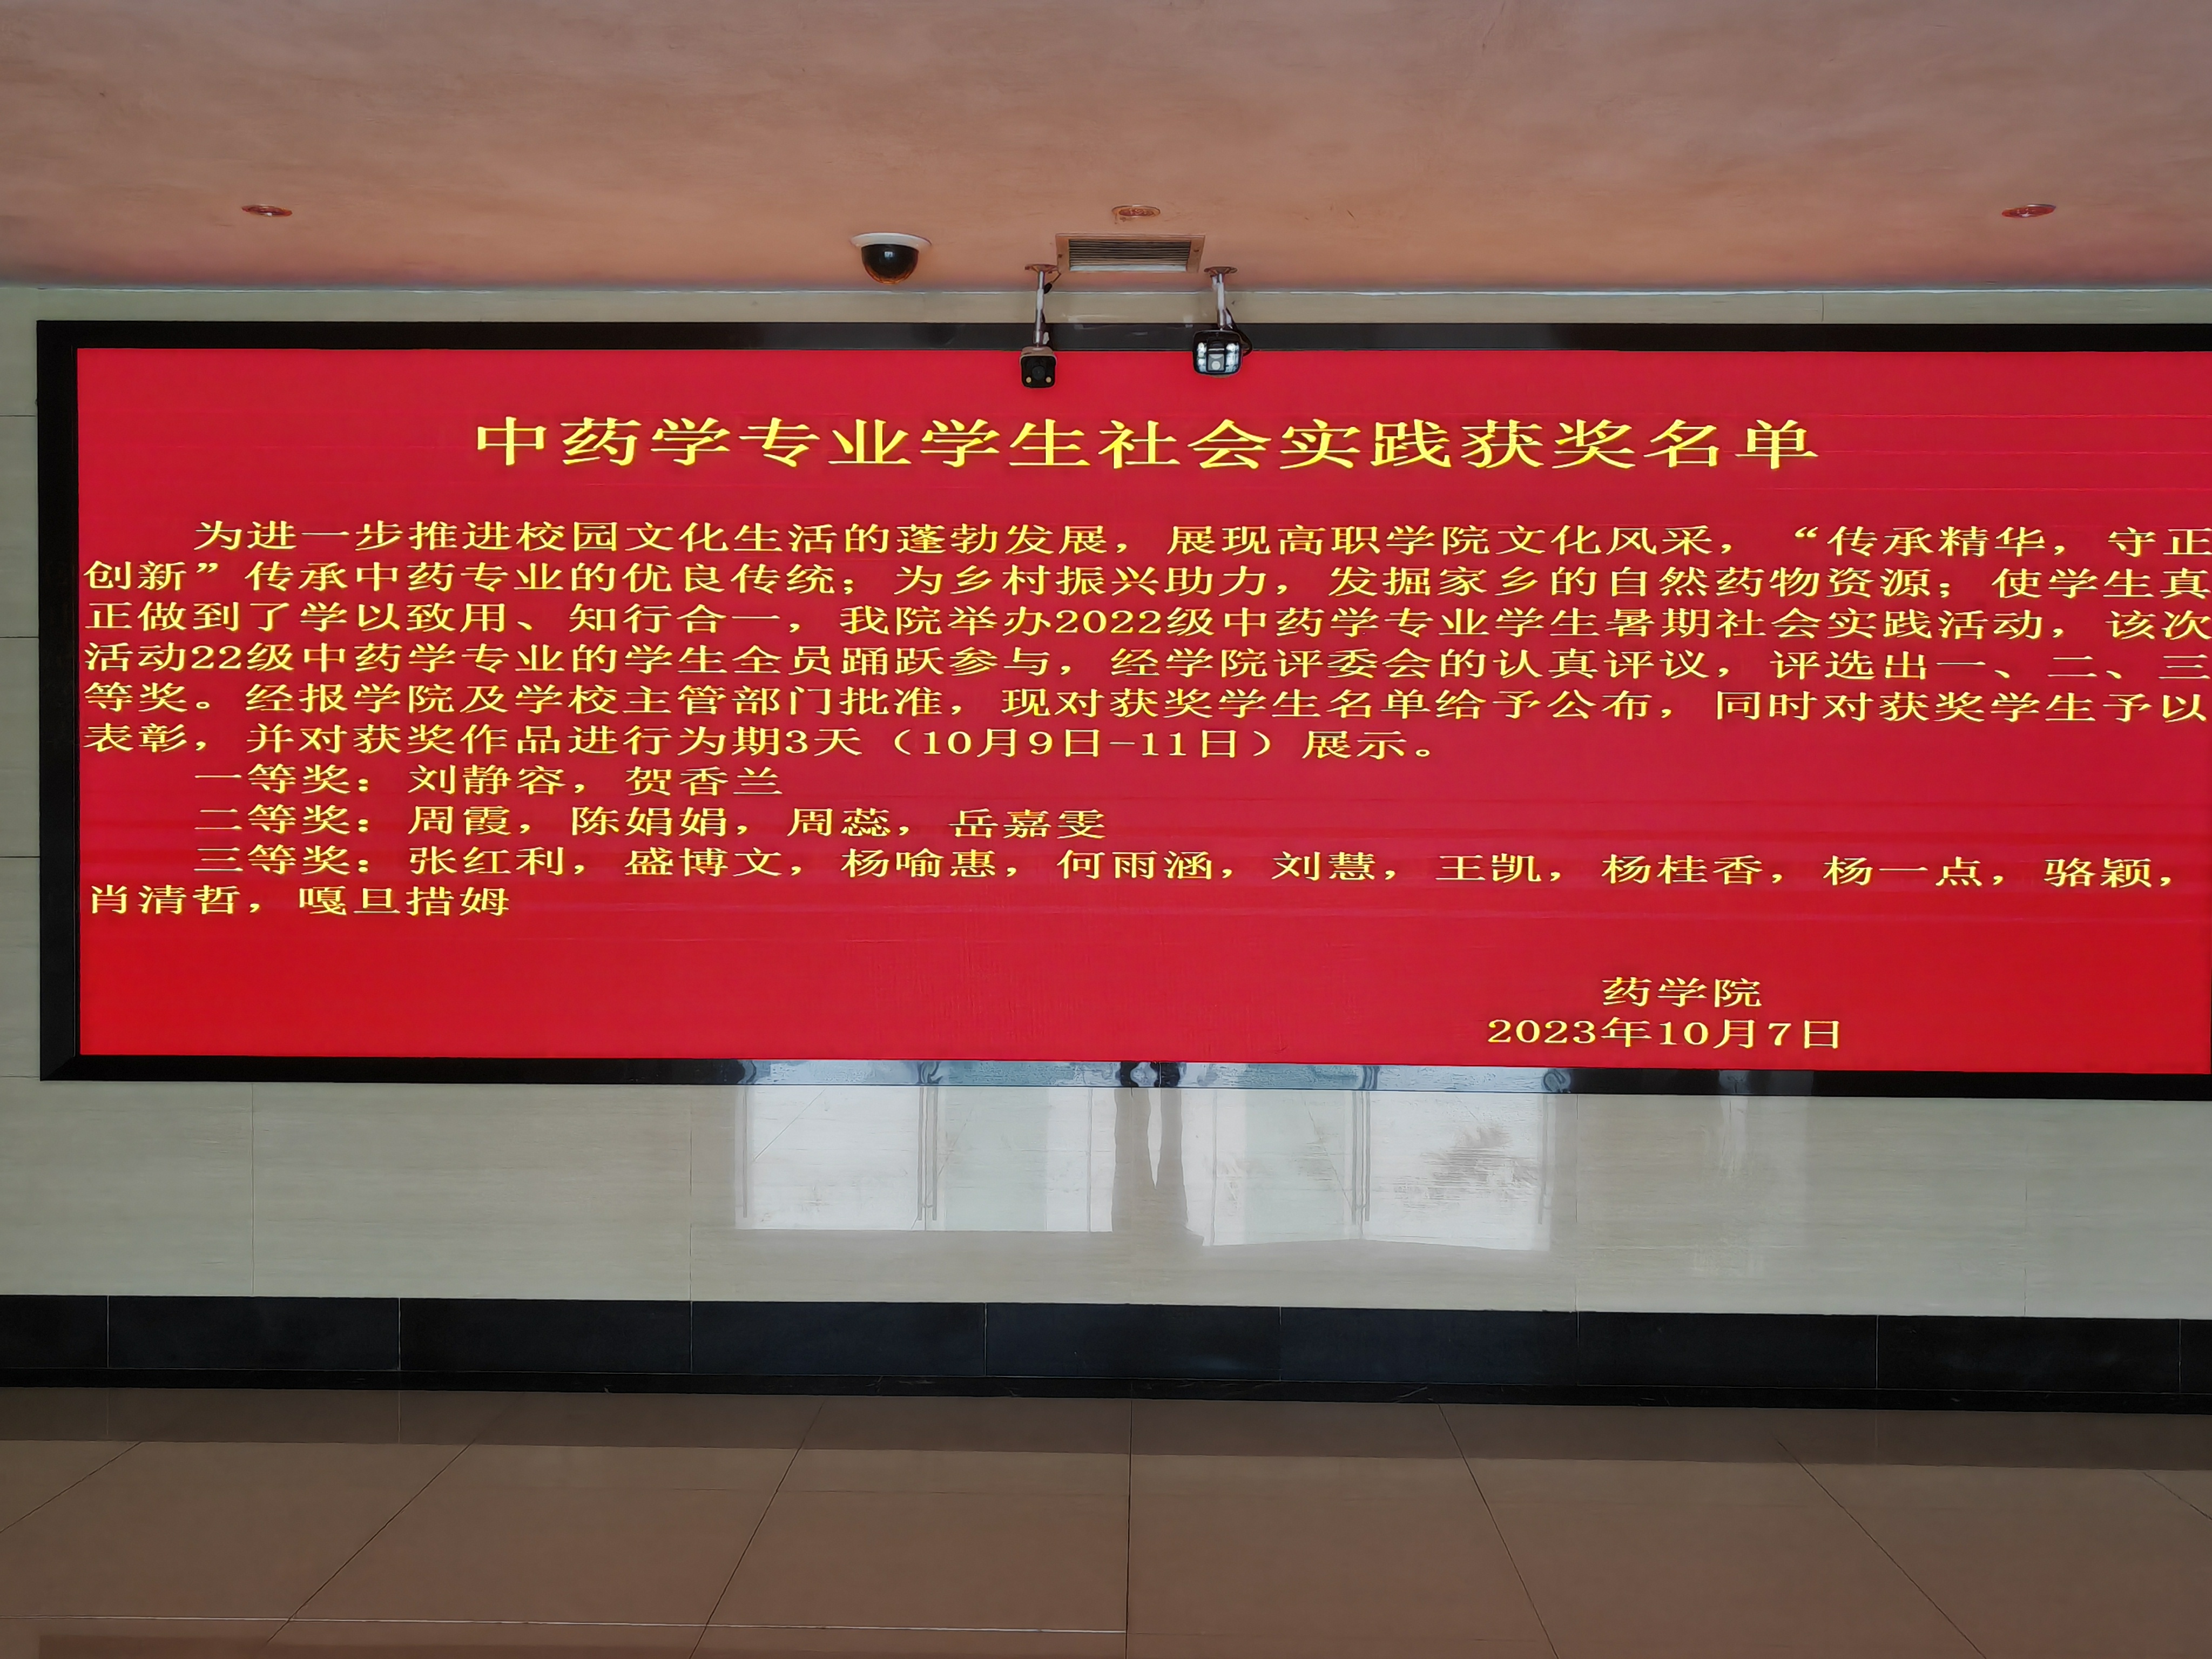 中药学专业学生社会实践获奖名单
为进一步推进校园文化生活的蓬勃发展，展现高职学院文化风采，“传承精华，守正
创新”传承中药专业的优良传统；为乡村振兴助力，发掘家乡的自然药物资源；使学生真
正做到了学以致用、知行合一，我院举办2022级中药学专业学生暑期社会实践活动，该次
活动22级中药学专业的学生全员踊跃参与，经学院评委会的认真评议，评选出一、二、三
等奖。经报学院及学校主管部门批准，现对获奖学生名单给予公布，同时对获奖学生予以
表彰，并对获奖作品进行为期3天（10月9日-11日）展示。
一等奖：刘静容，贺香兰
二等奖：周霞，陈娟娟，周蕊，岳嘉雯
三等奖：张红利，盛博文，杨喻惠，何雨涵，刘慧，王凯，杨桂香，杨一点，骆颖，
肖清哲，嘎旦措姆
药学院
2023年10月7日